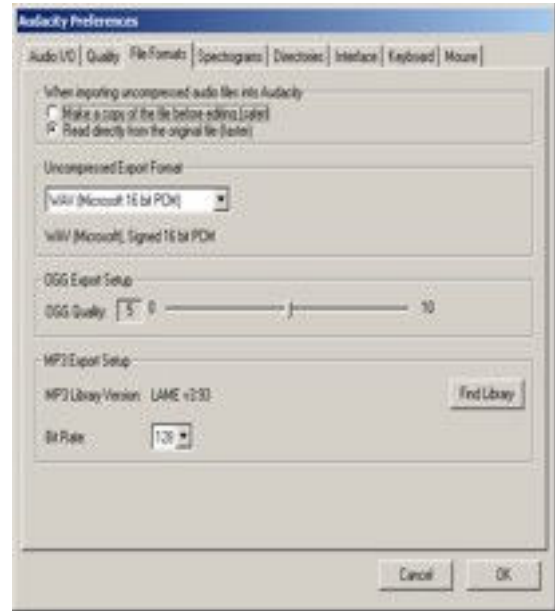 Audacity Preferences
Audio I/O Quality File Formats Spectrograms Directories Interface Keyboard Mouse
When importing uncompressed audio files into Audacity
Make a copy of the file before editing (safer)
Read directly from the original file (faster)
Uncompressed Export Format
WAV (Microsoft 16 bit PCM)
WAV (Microsoft), Signed 16 bit PCM
OGG Export Setup
OGG Quality: 5 0 10
MP3 Export Setup
MP3 Library Version: LAME v3.93 Find Library
Bit Rate: 128
Cancel OK